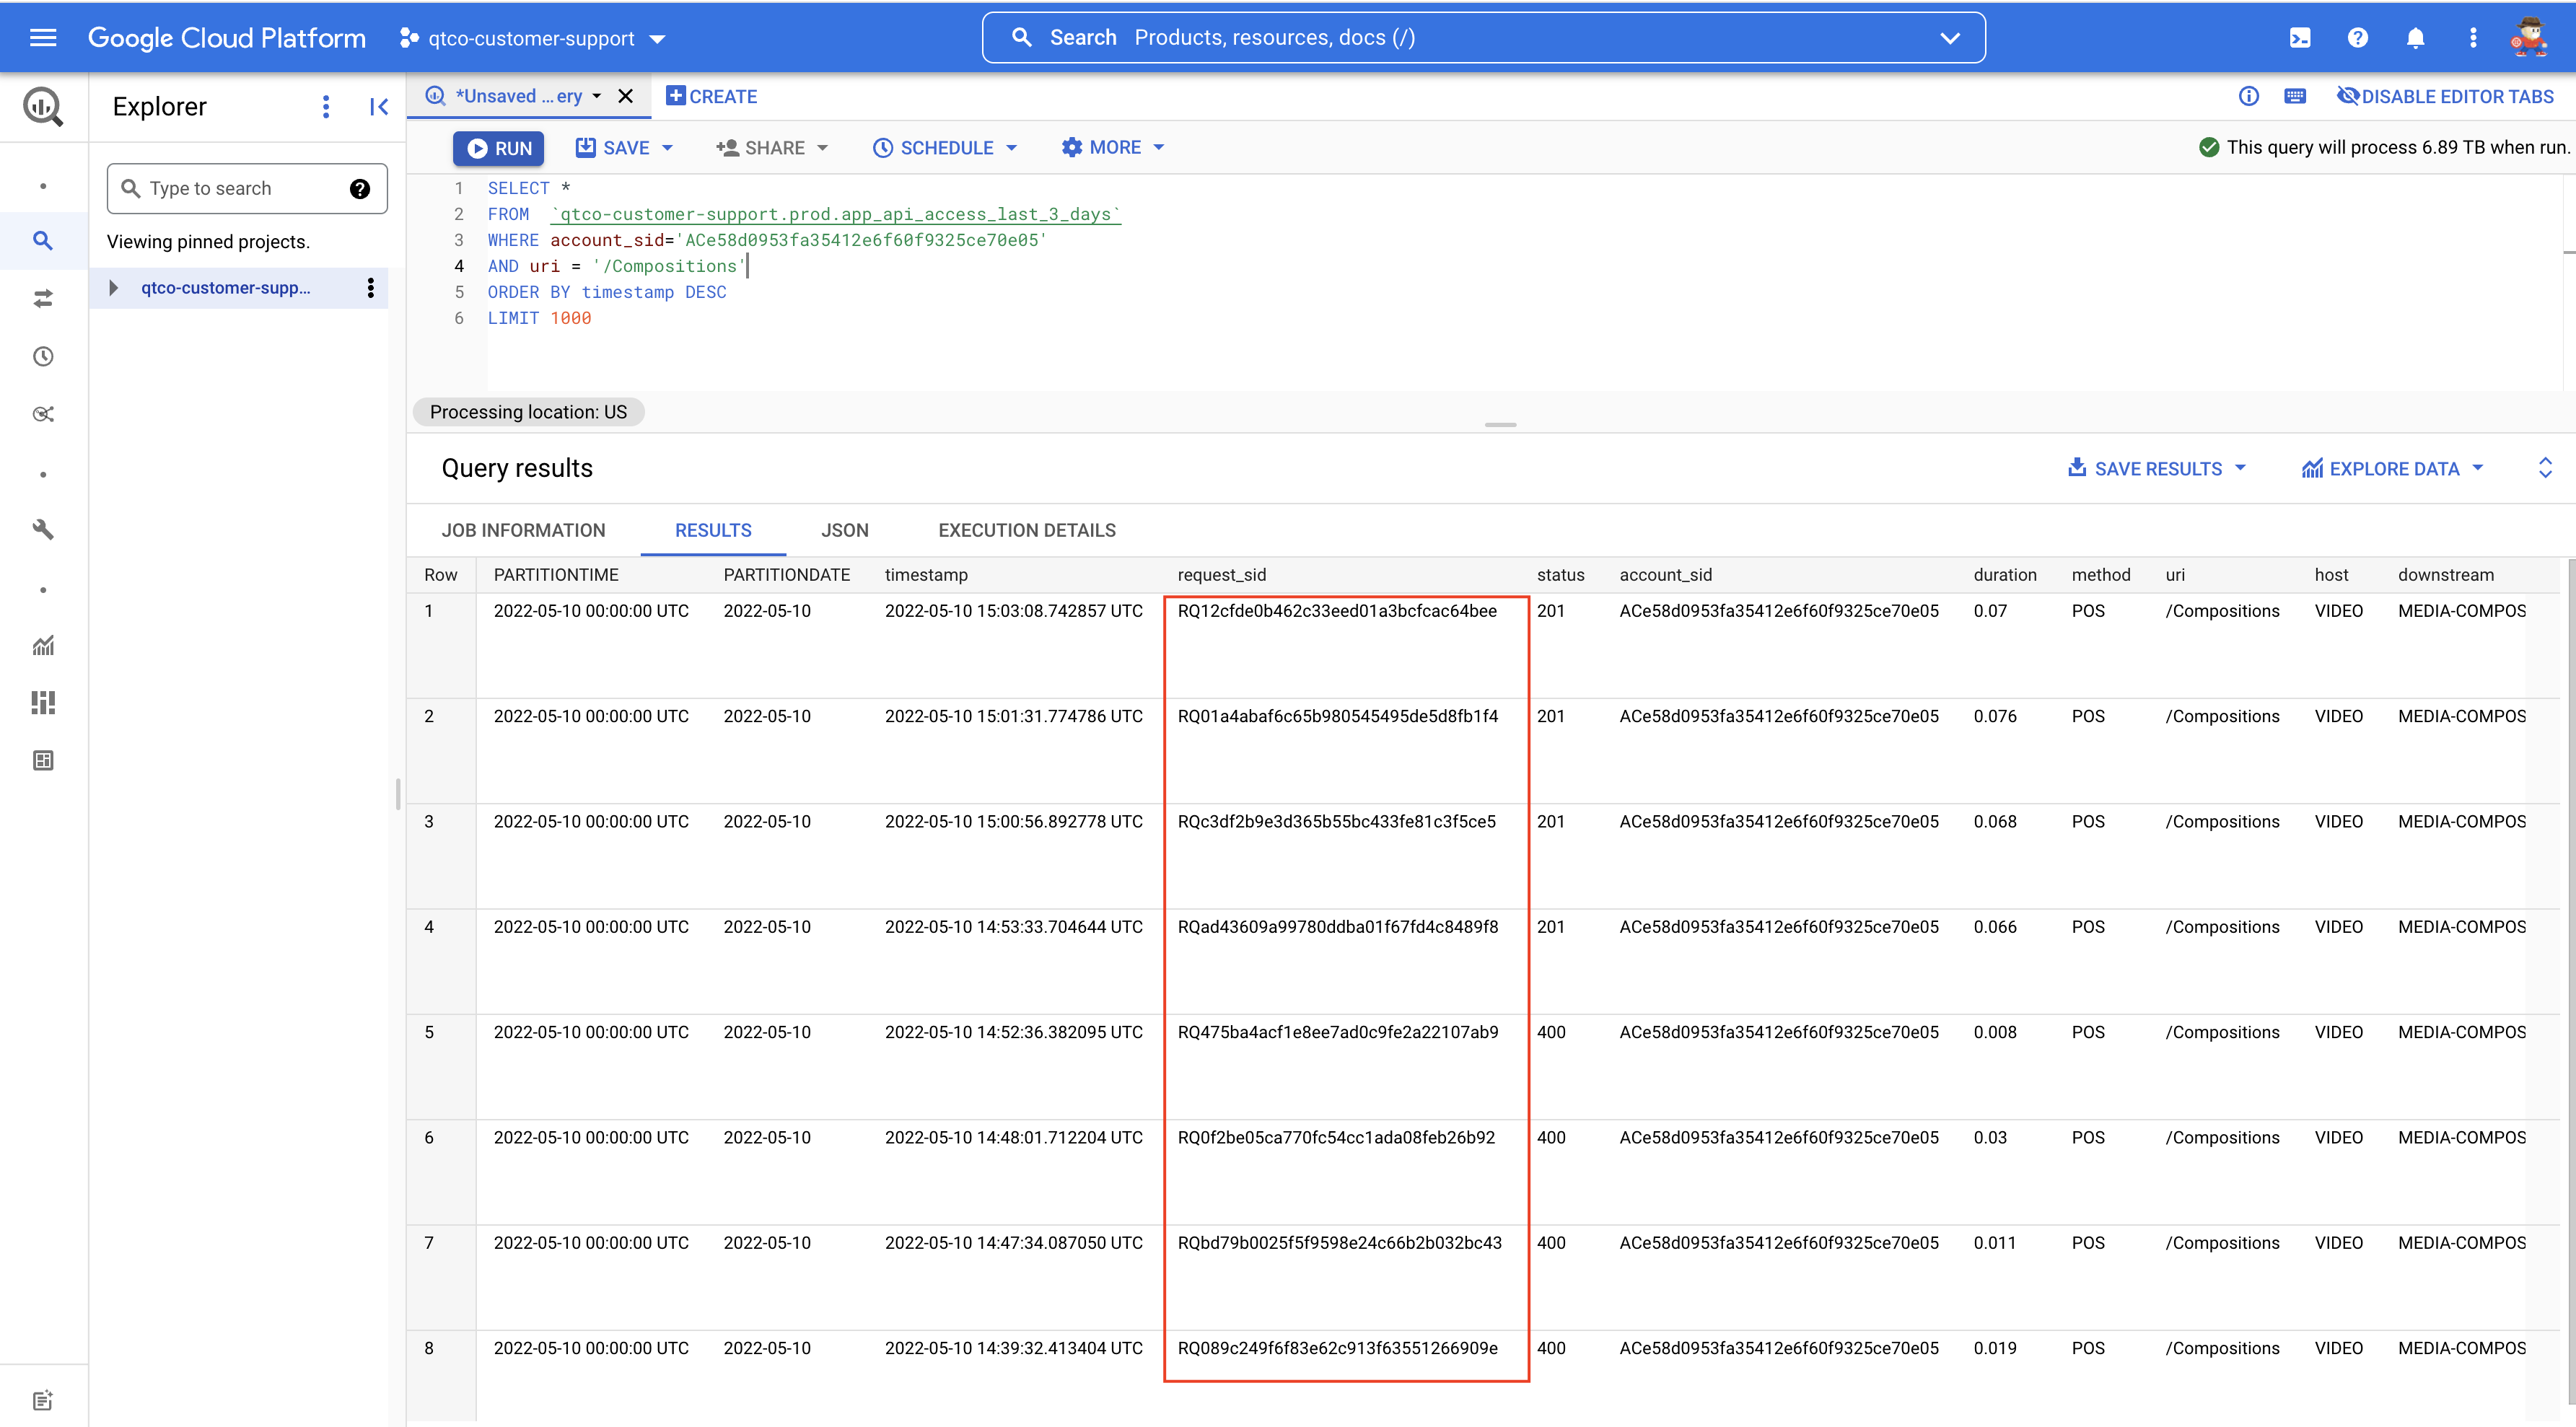 Google Cloud Platform qtco-customer-support Search Products, resources, docs (/)
Explorer
*Unsaved ... ery CREATE DISABLE EDITOR TABS
RUN SAVE SHARE SCHEDULE MORE This query will process 6.89 TB when run.
Type to search
Viewing pinned projects.
qtco-customer-supp...
1 SELECT *
2 FROM `qtco-customer-support.prod.app_api_access_last_3_days`
3 WHERE account_sid='ACe58d0953fa35412e6f60f9325ce70e05'
4 AND uri = '/Compositions'
5 ORDER BY timestamp DESC
6 LIMIT 1000
Processing location: US
Query results SAVE RESULTS EXPLORE DATA
JOB INFORMATION RESULTS JSON EXECUTION DETAILS
Row PARTITIONTIME PARTITIONDATE timestamp request_sid status account_sid duration method uri host downstream
1 2022-05-10 00:00:00 UTC 2022-05-10 2022-05-10 15:03:08.742857 UTC RQ12cfde0b462c33eed01a3bcfcac64bee 201 ACe58d0953fa35412e6f60f9325ce70e05 0.07 POS /Compositions VIDEO MEDIA-COMPOS
2 2022-05-10 00:00:00 UTC 2022-05-10 2022-05-10 15:01:31.774786 UTC RQ01a4abaf6c65b980545495de5d8fb1f4 201 ACe58d0953fa35412e6f60f9325ce70e05 0.076 POS /Compositions VIDEO MEDIA-COMPOS
3 2022-05-10 00:00:00 UTC 2022-05-10 2022-05-10 15:00:56.892778 UTC RQc3df2b9e3d365b55bc433fe81c3f5ce5 201 ACe58d0953fa35412e6f60f9325ce70e05 0.068 POS /Compositions VIDEO MEDIA-COMPOS
4 2022-05-10 00:00:00 UTC 2022-05-10 2022-05-10 14:53:33.704644 UTC RQad43609a99780ddba01f67fd4c8489f8 201 ACe58d0953fa35412e6f60f9325ce70e05 0.066 POS /Compositions VIDEO MEDIA-COMPOS
5 2022-05-10 00:00:00 UTC 2022-05-10 2022-05-10 14:52:36.382095 UTC RQ475ba4acf1e8ee7ad0c9fe2a22107ab9 400 ACe58d0953fa35412e6f60f9325ce70e05 0.008 POS /Compositions VIDEO MEDIA-COMPOS
6 2022-05-10 00:00:00 UTC 2022-05-10 2022-05-10 14:48:01.712204 UTC RQ0f2be05ca770fc54cc1ada08feb26b92 400 ACe58d0953fa35412e6f60f9325ce70e05 0.03 POS /Compositions VIDEO MEDIA-COMPOS
7 2022-05-10 00:00:00 UTC 2022-05-10 2022-05-10 14:47:34.087050 UTC RQbd79b0025f5f9598e24c66b2b032bc43 400 ACe58d0953fa35412e6f60f9325ce70e05 0.011 POS /Compositions VIDEO MEDIA-COMPOS
8 2022-05-10 00:00:00 UTC 2022-05-10 2022-05-10 14:39:32.413404 UTC RQ089c249f6f83e62c913f63551266909e 400 ACe58d0953fa35412e6f60f9325ce70e05 0.019 POS /Compositions VIDEO MEDIA-COMPOS